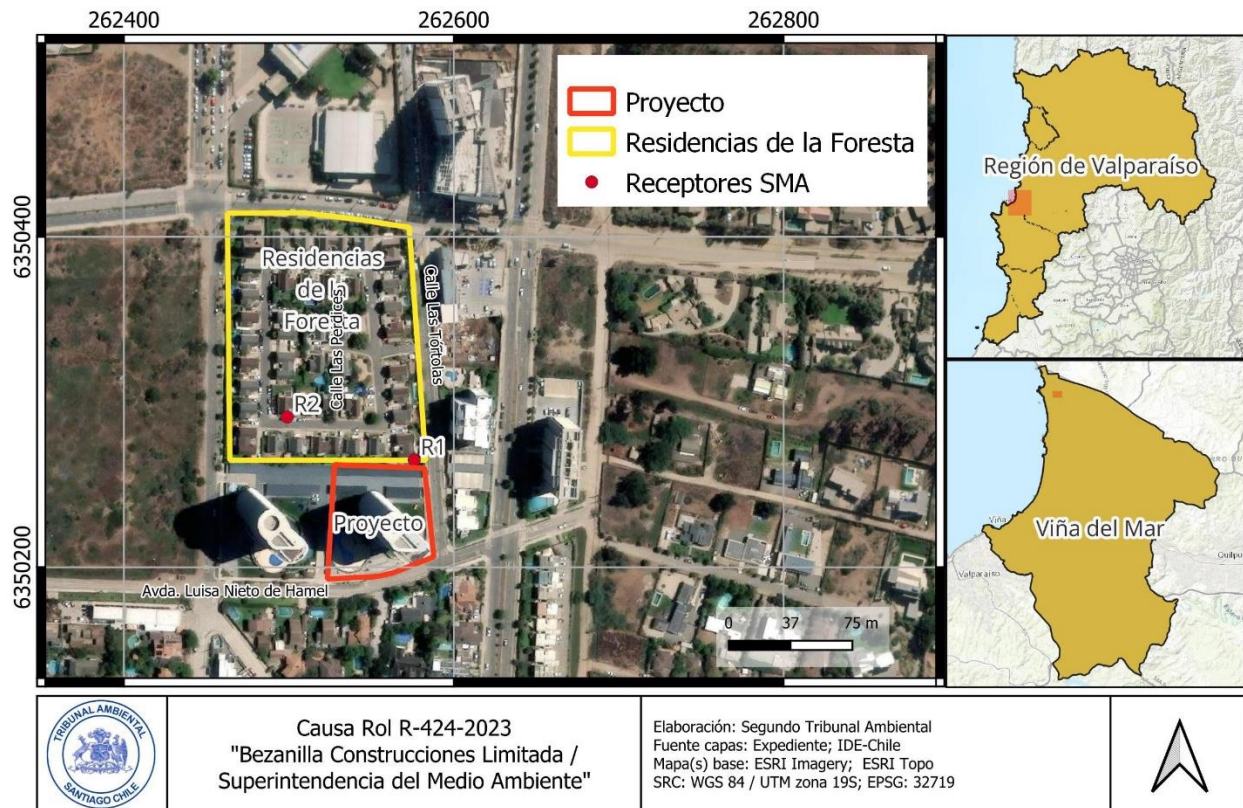 262400
262600
262800
6350400
6350200
Proyecto
Residencias de la Foresta
Receptores SMA
Residencias
de la
Foresta
Calle Las Perdices
Calle Las Tórtolas
R2
R1
Proyecto
Avda. Luisa Nieto de Hamel
0 37 75 m
Región de Valparaíso
Viña
Viña del Mar
Valparaíso
Quilpu
TRIBUNAL AMBIENTAL
SANTIAGO CHILE
Causa Rol R-424-2023
"Bezanilla Construcciones Limitada /
Superintendencia del Medio Ambiente"
Elaboración: Segundo Tribunal Ambiental
Fuente capas: Expediente; IDE-Chile
Mapa(s) base: ESRI Imagery; ESRI Topo
SRC: WGS 84 / UTM zona 19S; EPSG: 32719